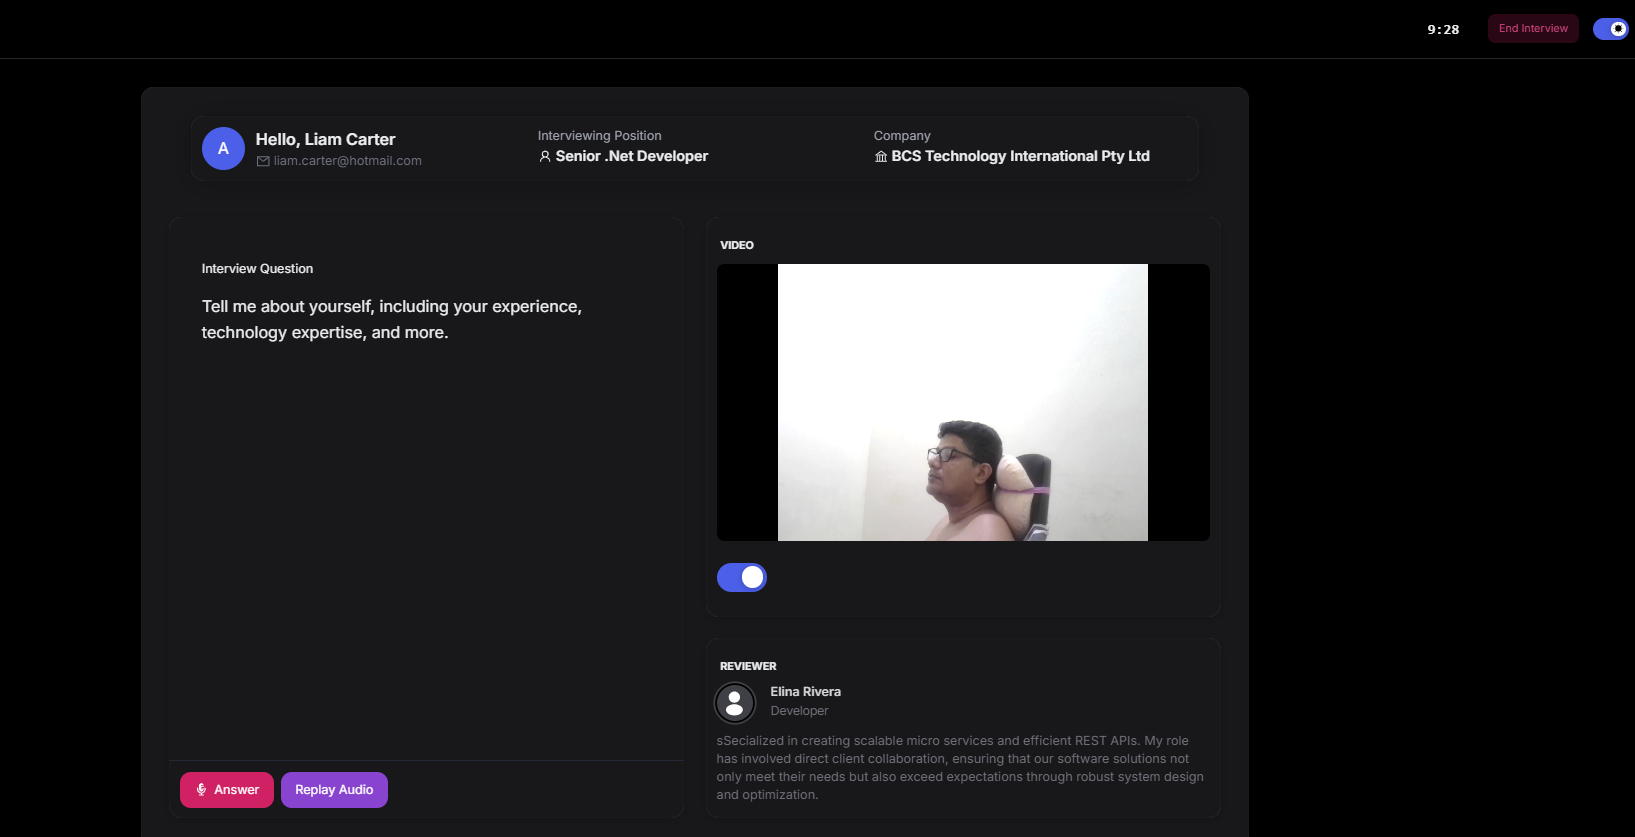 9:28
End Interview
A
Hello, Liam Carter
liam.carter@hotmail.com
Interviewing Position
Senior .Net Developer
Company
BCS Technology International Pty Ltd
Interview Question
Tell me about yourself, including your experience,
technology expertise, and more.
Answer
Replay Audio
VIDEO
REVIEWER
Elina Rivera
Developer
sSecialized in creating scalable micro services and efficient REST APIs. My role
has involved direct client collaboration, ensuring that our software solutions not
only meet their needs but also exceed expectations through robust system design
and optimization.